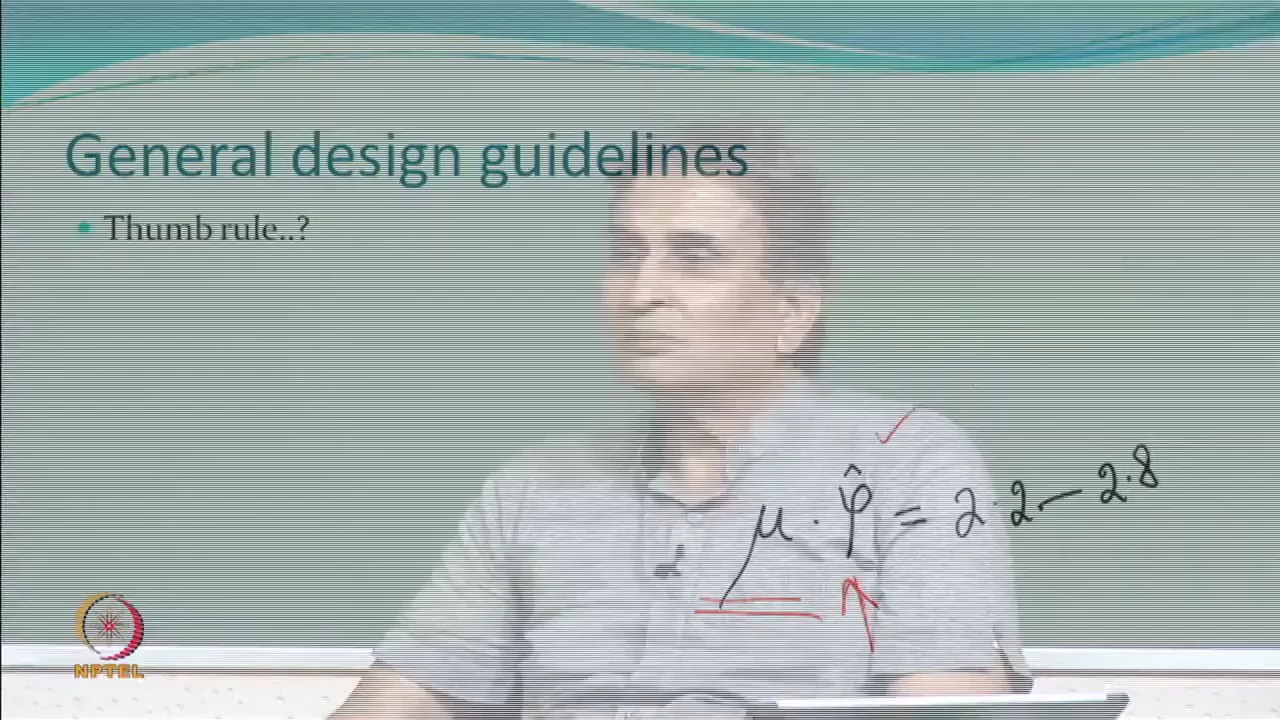 General design guidelines
Thumb rule..?
μ . φ̂ = 2.2 — 2.8
NPTEL